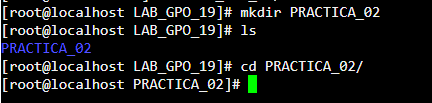 [root@localhost LAB_GPO_19]# mkdir PRACTICA_02
[root@localhost LAB_GPO_19]# ls
PRACTICA_02
[root@localhost LAB_GPO_19]# cd PRACTICA_02/
[root@localhost PRACTICA_02]#